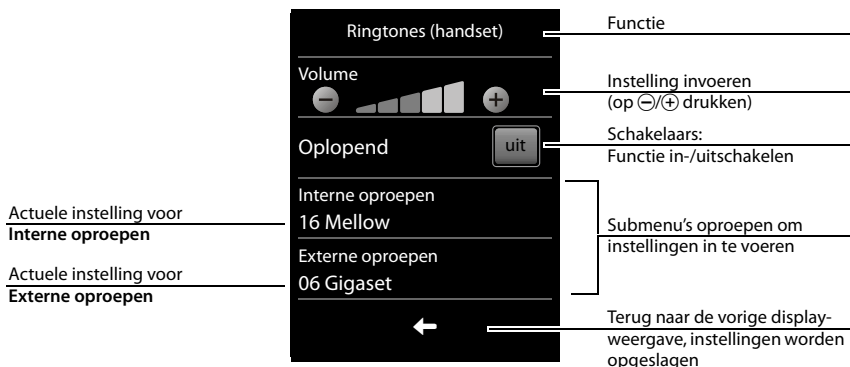 Ringtones (handset)
Functie
Volume
Instelling invoeren
(op −/+ drukken)
Oplopend
uit
Schakelaars:
Functie in-/uitschakelen
Interne oproepen
16 Mellow
Actuele instelling voor
Interne oproepen
Submenu’s oproepen om
instellingen in te voeren
Externe oproepen
06 Gigaset
Actuele instelling voor
Externe oproepen
Terug naar de vorige display-
weergave, instellingen worden
opgeslagen